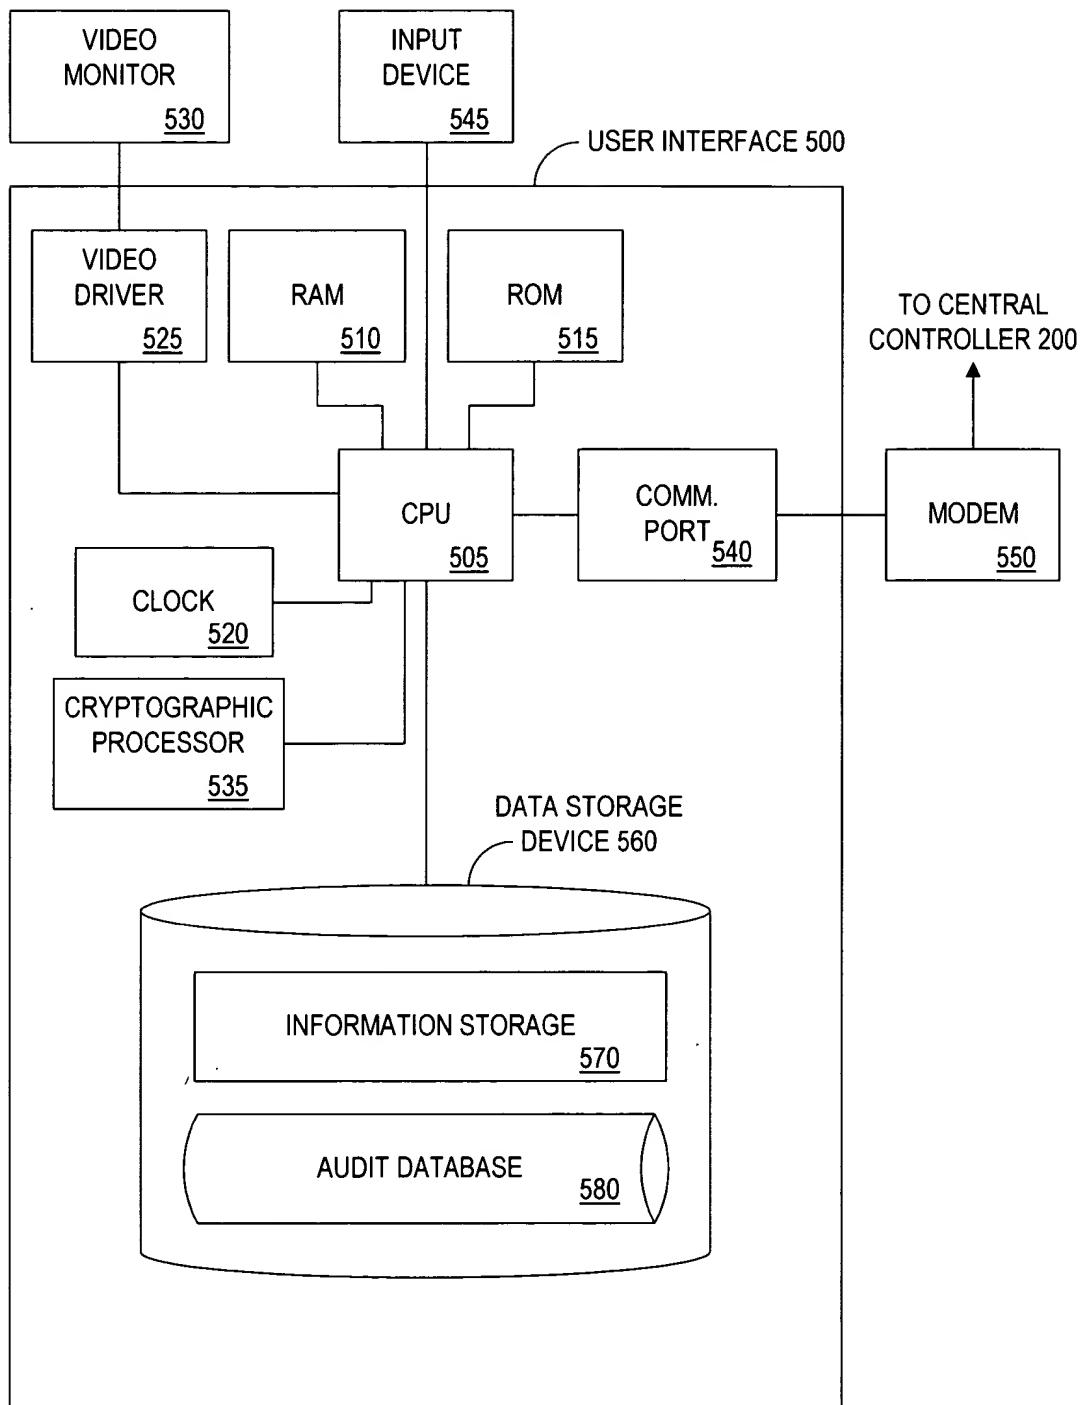 VIDEO
MONITOR
530
INPUT
DEVICE
545
USER INTERFACE 500
VIDEO
DRIVER
525
RAM
510
ROM
515
TO CENTRAL
CONTROLLER 200
CPU
505
COMM.
PORT
540
MODEM
550
CLOCK
520
CRYPTOGRAPHIC
PROCESSOR
535
DATA STORAGE
DEVICE 560
INFORMATION STORAGE
570
AUDIT DATABASE
580